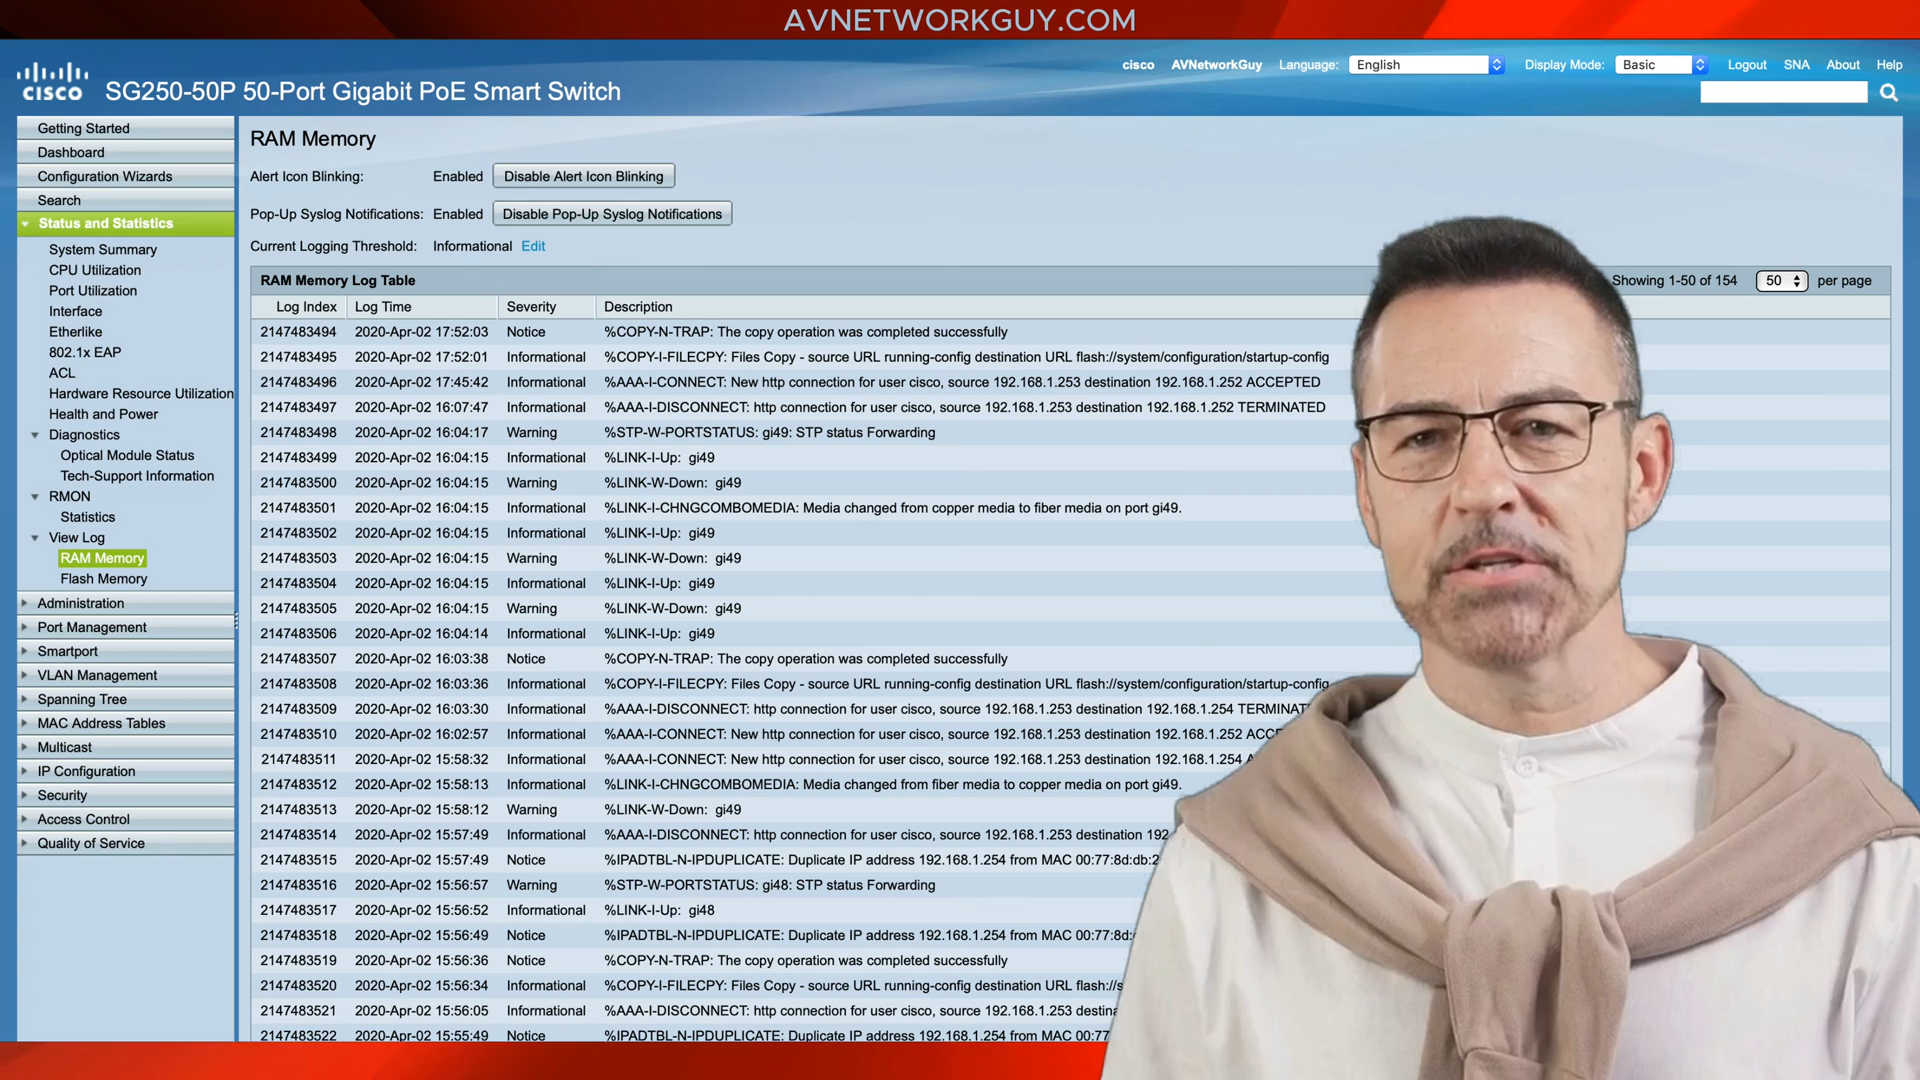 AVNETWORKGUY.COM
cisco AVNetworkGuy Language: English Display Mode: Basic Logout SNA About Help
cisco SG250-50P 50-Port Gigabit PoE Smart Switch
Getting Started
Dashboard
Configuration Wizards
Search
Status and Statistics
System Summary
CPU Utilization
Port Utilization
Interface
Etherlike
802.1x EAP
ACL
Hardware Resource Utilization
Health and Power
Diagnostics
Optical Module Status
Tech-Support Information
RMON
Statistics
View Log
RAM Memory
Flash Memory
Administration
Port Management
Smartport
VLAN Management
Spanning Tree
MAC Address Tables
Multicast
IP Configuration
Security
Access Control
Quality of Service
RAM Memory
Alert Icon Blinking: Enabled Disable Alert Icon Blinking
Pop-Up Syslog Notifications: Enabled Disable Pop-Up Syslog Notifications
Current Logging Threshold: Informational Edit
RAM Memory Log Table Showing 1-50 of 154 50 per page
Log Index Log Time Severity Description
2147483494 2020-Apr-02 17:52:03 Notice %COPY-N-TRAP: The copy operation was completed successfully
2147483495 2020-Apr-02 17:52:01 Informational %COPY-I-FILECPY: Files Copy - source URL running-config destination URL flash://system/configuration/startup-config
2147483496 2020-Apr-02 17:45:42 Informational %AAA-I-CONNECT: New http connection for user cisco, source 192.168.1.253 destination 192.168.1.252 ACCEPTED
2147483497 2020-Apr-02 16:07:47 Informational %AAA-I-DISCONNECT: http connection for user cisco, source 192.168.1.253 destination 192.168.1.252 TERMINATED
2147483498 2020-Apr-02 16:04:17 Warning %STP-W-PORTSTATUS: gi49: STP status Forwarding
2147483499 2020-Apr-02 16:04:15 Informational %LINK-I-Up: gi49
2147483500 2020-Apr-02 16:04:15 Warning %LINK-W-Down: gi49
2147483501 2020-Apr-02 16:04:15 Informational %LINK-I-CHNGCOMBOMEDIA: Media changed from copper media to fiber media on port gi49.
2147483502 2020-Apr-02 16:04:15 Informational %LINK-I-Up: gi49
2147483503 2020-Apr-02 16:04:15 Warning %LINK-W-Down: gi49
2147483504 2020-Apr-02 16:04:15 Informational %LINK-I-Up: gi49
2147483505 2020-Apr-02 16:04:15 Warning %LINK-W-Down: gi49
2147483506 2020-Apr-02 16:04:14 Informational %LINK-I-Up: gi49
2147483507 2020-Apr-02 16:03:38 Notice %COPY-N-TRAP: The copy operation was completed successfully
2147483508 2020-Apr-02 16:03:36 Informational %COPY-I-FILECPY: Files Copy - source URL running-config destination URL flash://system/configuration/startup-config
2147483509 2020-Apr-02 16:03:30 Informational %AAA-I-DISCONNECT: http connection for user cisco, source 192.168.1.253 destination 192.168.1.254
2147483510 2020-Apr-02 16:02:57 Informational %AAA-I-CONNECT: New http connection for user cisco, source 192.168.1.253 destination 192.168.1.252
2147483511 2020-Apr-02 15:58:32 Informational %AAA-I-CONNECT: New http connection for user cisco, source 192.168.1.253 destination 192.168.1.254
2147483512 2020-Apr-02 15:58:13 Informational %LINK-I-CHNGCOMBOMEDIA: Media changed from fiber media to copper media on port gi49.
2147483513 2020-Apr-02 15:58:12 Warning %LINK-W-Down: gi49
2147483514 2020-Apr-02 15:57:49 Informational %AAA-I-DISCONNECT: http connection for user cisco, source 192.168.1.253 destination
2147483515 2020-Apr-02 15:57:49 Notice %IPADTBL-N-IPDUPLICATE: Duplicate IP address 192.168.1.254 from MAC
2147483516 2020-Apr-02 15:56:57 Warning %STP-W-PORTSTATUS: gi48: STP status Forwarding
2147483517 2020-Apr-02 15:56:52 Informational %LINK-I-Up: gi48
2147483518 2020-Apr-02 15:56:49 Notice %IPADTBL-N-IPDUPLICATE: Duplicate IP address 192.168.1.254 from MAC
2147483519 2020-Apr-02 15:56:36 Notice %COPY-N-TRAP: The copy operation was completed successfully
2147483520 2020-Apr-02 15:56:34 Informational %COPY-I-FILECPY: Files Copy - source URL running-config destination URL
2147483521 2020-Apr-02 15:56:05 Informational %AAA-I-DISCONNECT: http connection for user cisco, source 192.168.1.253
2147483522 2020-Apr-02 15:55:49 Notice %IPADTBL-N-IPDUPLICATE: Duplicate IP address 192.168.1.254 from MAC